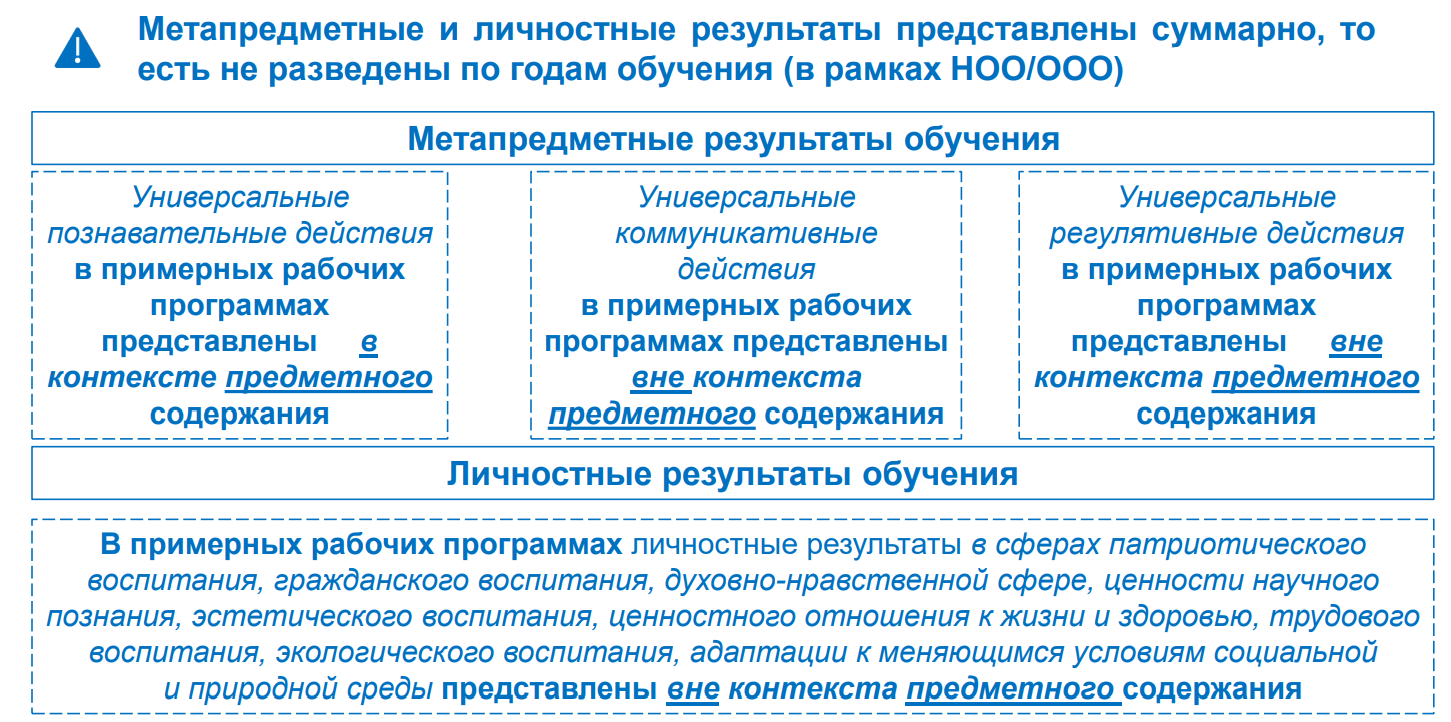 Метапредметные и личностные результаты представлены суммарно, то
есть не разведены по годам обучения (в рамках НОО/ООО)
Метапредметные результаты обучения
Универсальные
познавательные действия
в примерных рабочих
программах
представлены в
контексте предметного
содержания
Универсальные
коммуникативные
действия
в примерных рабочих
программах представлены
вне контекста
предметного содержания
Универсальные
регулятивные действия
в примерных рабочих
программах
представлены вне
контекста предметного
содержания
Личностные результаты обучения
В примерных рабочих программах личностные результаты в сферах патриотического
воспитания, гражданского воспитания, духовно-нравственной сфере, ценности научного
познания, эстетического воспитания, ценностного отношения к жизни и здоровью, трудового
воспитания, экологического воспитания, адаптации к меняющимся условиям социальной
и природной среды представлены вне контекста предметного содержания